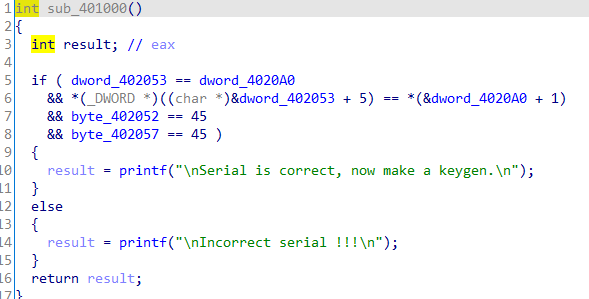 1 int sub_401000()
2 {
3 int result; // eax
4
5 if ( dword_402053 == dword_4020A0
6 && *(_DWORD *)((char *)&dword_402053 + 5) == *(&dword_4020A0 + 1)
7 && byte_402052 == 45
8 && byte_402057 == 45 )
9 {
10 result = printf("\nSerial is correct, now make a keygen.\n");
11 }
12 else
13 {
14 result = printf("\nIncorrect serial !!!\n");
15 }
16 return result;
17 }